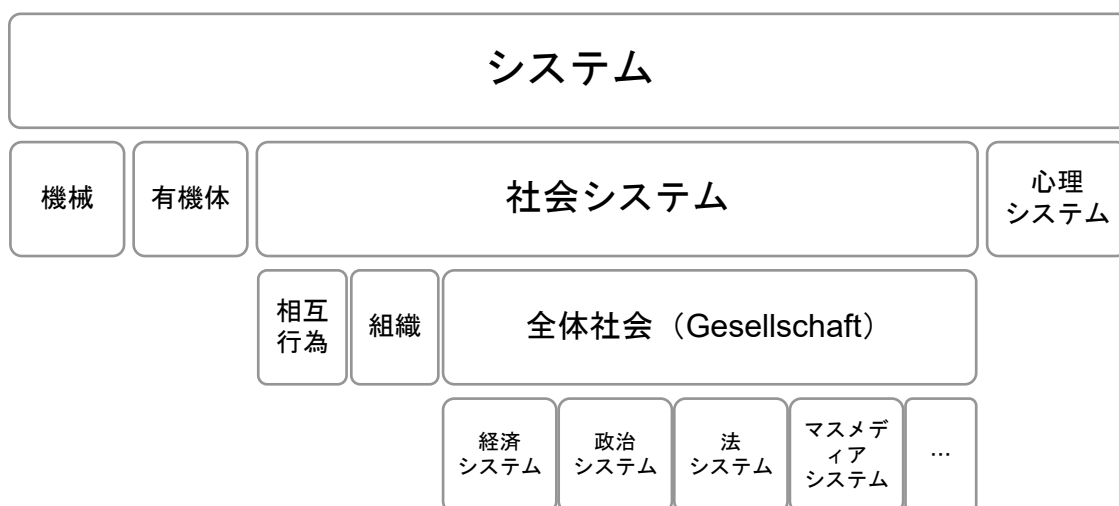 システム
機械
有機体
社会システム
心理
システム
相互
行為
組織
全体社会（Gesellschaft）
経済
システム
政治
システム
法
システム
マスメデ
ィア
システム
…